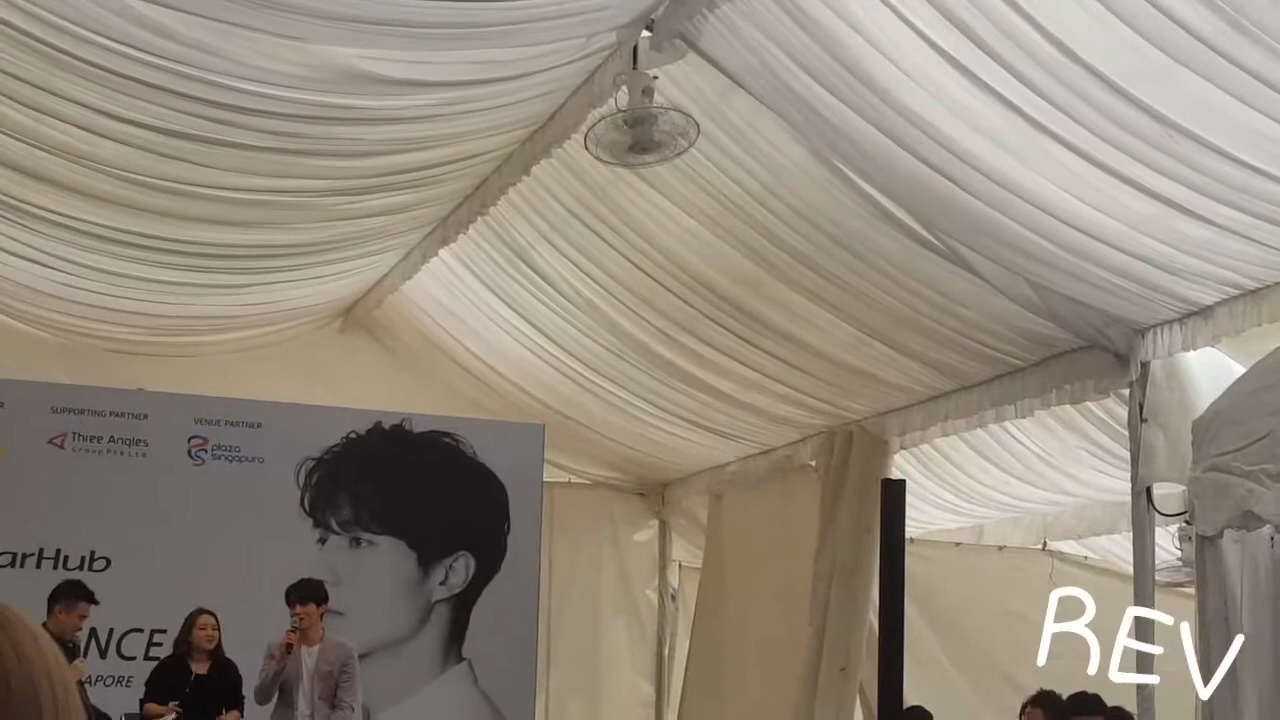 SUPPORTING PARTNER
VENUE PARTNER
Three Angles
Group Pte Ltd
plaza
singapura
arHub
NCE
APORE
REV